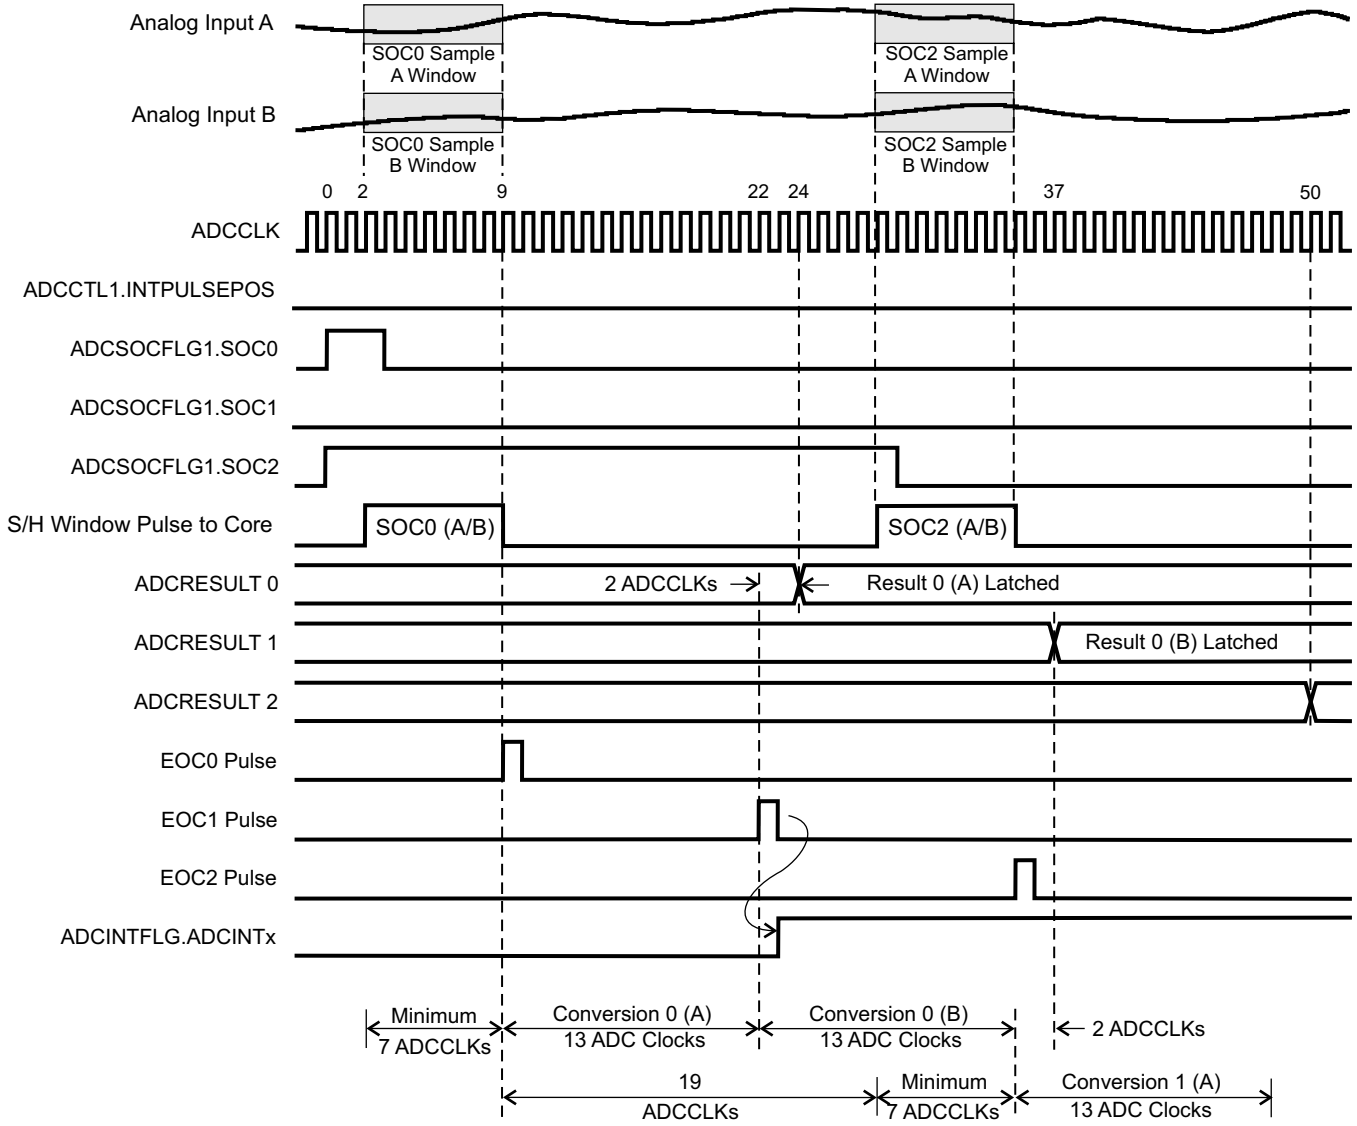 Analog Input A
SOC0 Sample
A Window
SOC2 Sample
A Window
Analog Input B
SOC0 Sample
B Window
SOC2 Sample
B Window
0 2 9 22 24 37 50
ADCCLK
ADCCTL1.INTPULSEPOS
ADCSOCFLG1.SOC0
ADCSOCFLG1.SOC1
ADCSOCFLG1.SOC2
S/H Window Pulse to Core SOC0 (A/B) SOC2 (A/B)
ADCRESULT 0 2 ADCCLKs Result 0 (A) Latched
ADCRESULT 1 Result 0 (B) Latched
ADCRESULT 2
EOC0 Pulse
EOC1 Pulse
EOC2 Pulse
ADCINTFLG.ADCINTx
Minimum
7 ADCCLKs
Conversion 0 (A)
13 ADC Clocks
Conversion 0 (B)
13 ADC Clocks
2 ADCCLKs
19
ADCCLKs
Minimum
7 ADCCLKs
Conversion 1 (A)
13 ADC Clocks